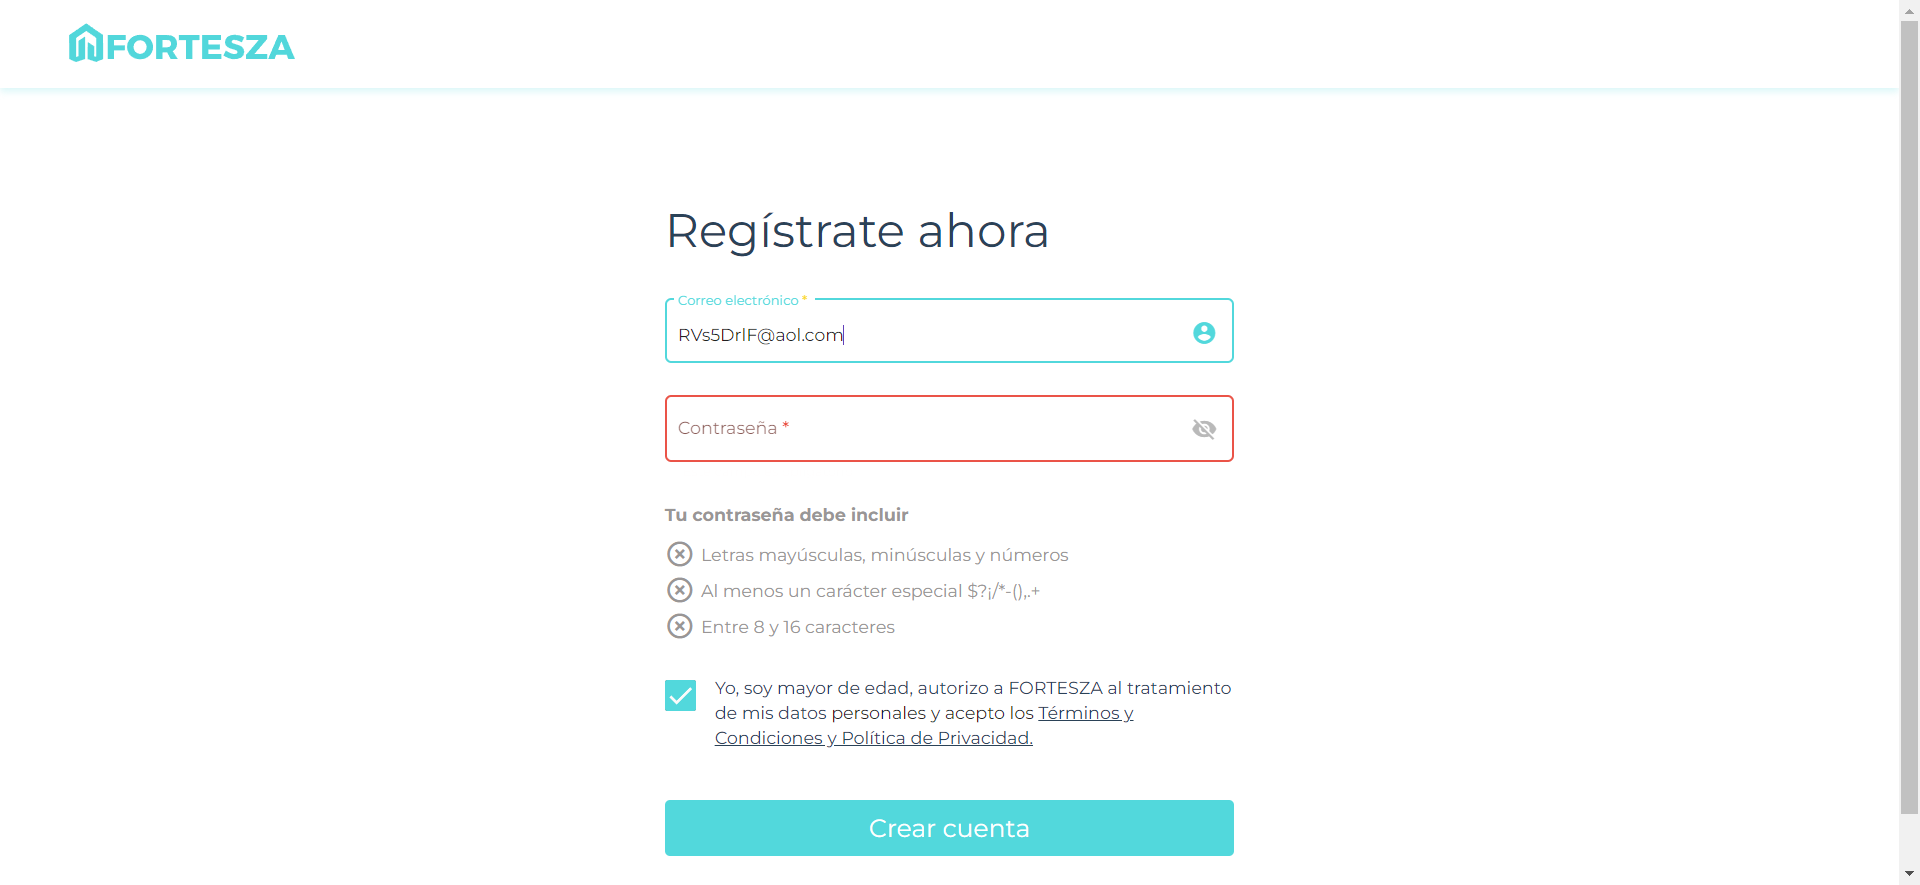 FORTESZA
Regístrate ahora
Correo electrónico *
RVs5DrlF@aol.com
Contraseña *
Tu contraseña debe incluir
Letras mayúsculas, minúsculas y números
Al menos un carácter especial $?¡/*-(),.+
Entre 8 y 16 caracteres
Yo, soy mayor de edad, autorizo a FORTESZA al tratamiento
de mis datos personales y acepto los Términos y
Condiciones y Política de Privacidad.
Crear cuenta